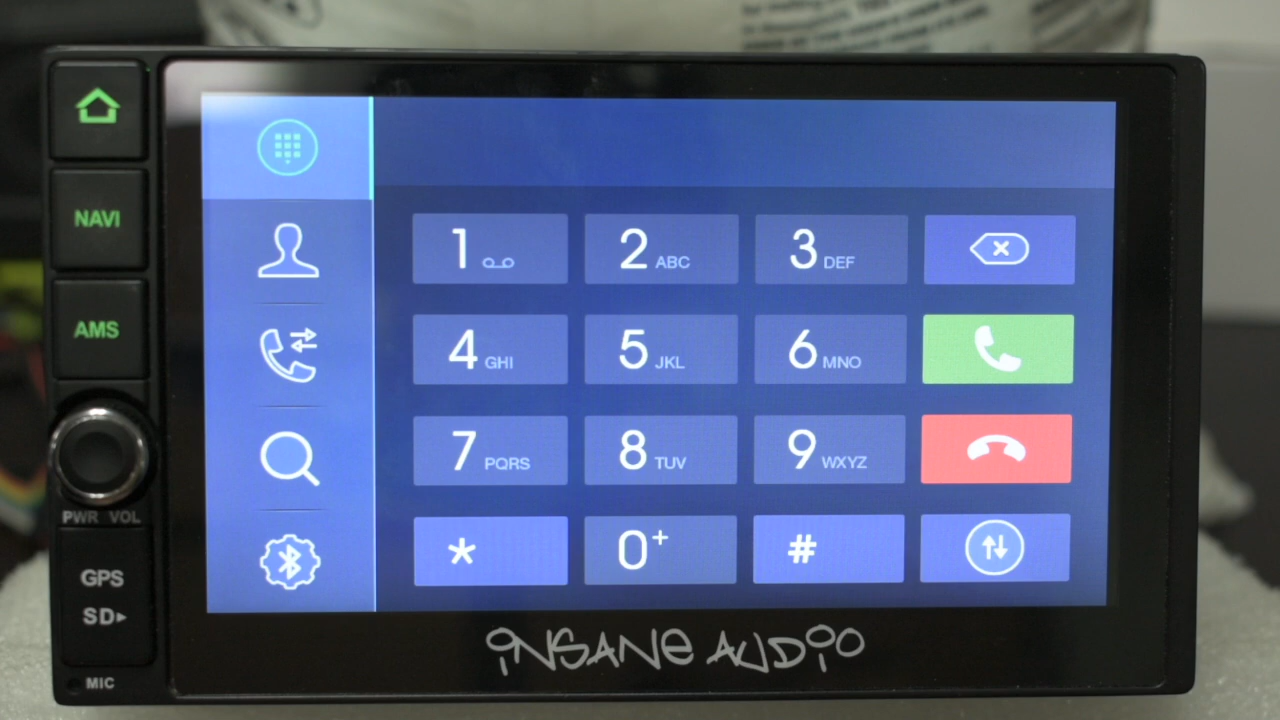 NAVI
AMS
PWR VOL
GPS
SD▸
MIC
1
2 ABC
3 DEF
4 GHI
5 JKL
6 MNO
7 PQRS
8 TUV
9 WXYZ
*
0+
#
INSANE AUDIO